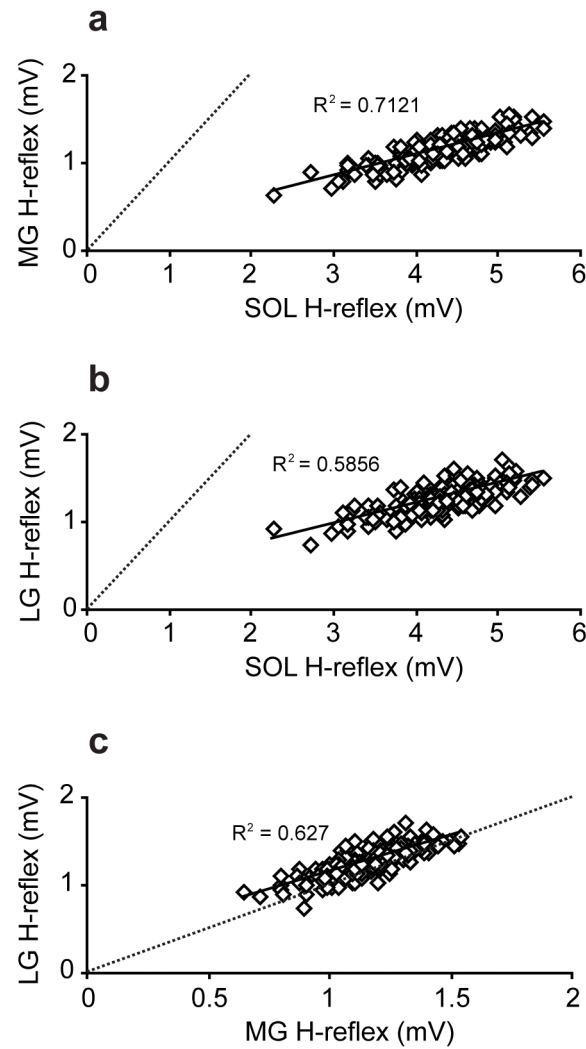 a
MG H-reflex (mV)
2
1
0
R² = 0.7121
0 1 2 3 4 5 6
SOL H-reflex (mV)
b
LG H-reflex (mV)
2
1
0
R² = 0.5856
0 1 2 3 4 5 6
SOL H-reflex (mV)
c
LG H-reflex (mV)
2
1
0
R² = 0.627
0 0.5 1 1.5 2
MG H-reflex (mV)